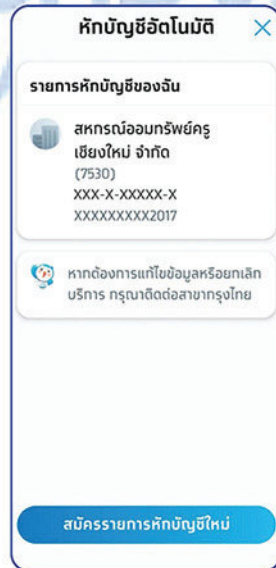 หักบัญชีอัตโนมัติ
รายการหักบัญชีของฉัน
สหกรณ์ออมทรัพย์ครู
เชียงใหม่ จำกัด
(7530)
XXX-X-XXXXX-X
XXXXXXXXX2017
หากต้องการแก้ไขข้อมูลหรือยกเลิก
บริการ กรุณาติดต่อสาขากรุงไทย
สมัครรายการหักบัญชีใหม่